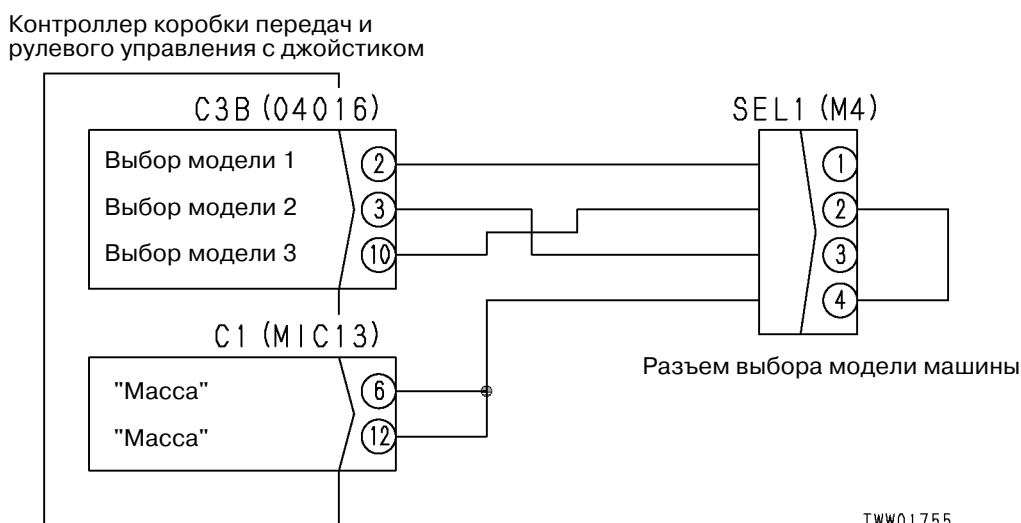 Контроллер коробки передач и
рулевого управления с джойстиком
C3B (04016)
SEL1 (M4)
Выбор модели 1
2
1
Выбор модели 2
3
2
Выбор модели 3
10
3
4
C1 (MIC13)
Разъем выбора модели машины
"Масса"
6
"Масса"
12
TWW01755